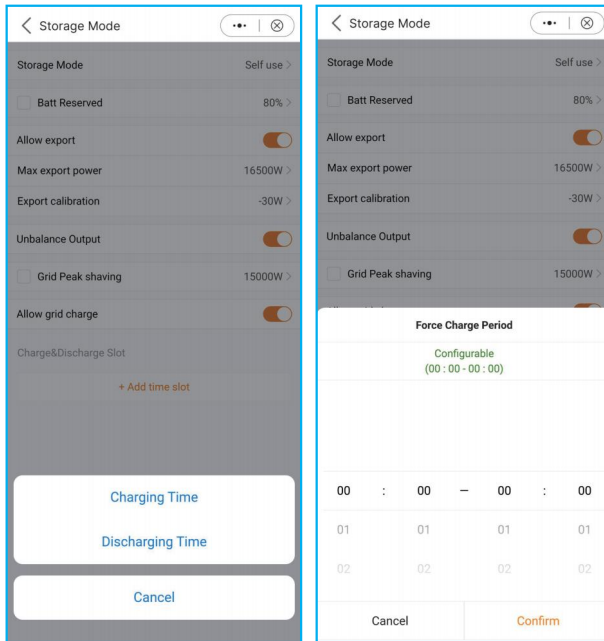 Storage Mode
Storage Mode Self use >
Batt Reserved 80% >
Allow export
Max export power 16500W >
Export calibration -30W >
Unbalance Output
Grid Peak shaving 15000W >
Allow grid charge
Charge&Discharge Slot
+ Add time slot
Charging Time
Discharging Time
Cancel
Storage Mode
Storage Mode Self use >
Batt Reserved 80% >
Allow export
Max export power 16500W >
Export calibration -30W >
Unbalance Output
Grid Peak shaving 15000W >
Force Charge Period
Configurable
(00 : 00 - 00 : 00)
00 : 00 – 00 : 00
01 01 01 01
02 02 02 02
Cancel Confirm